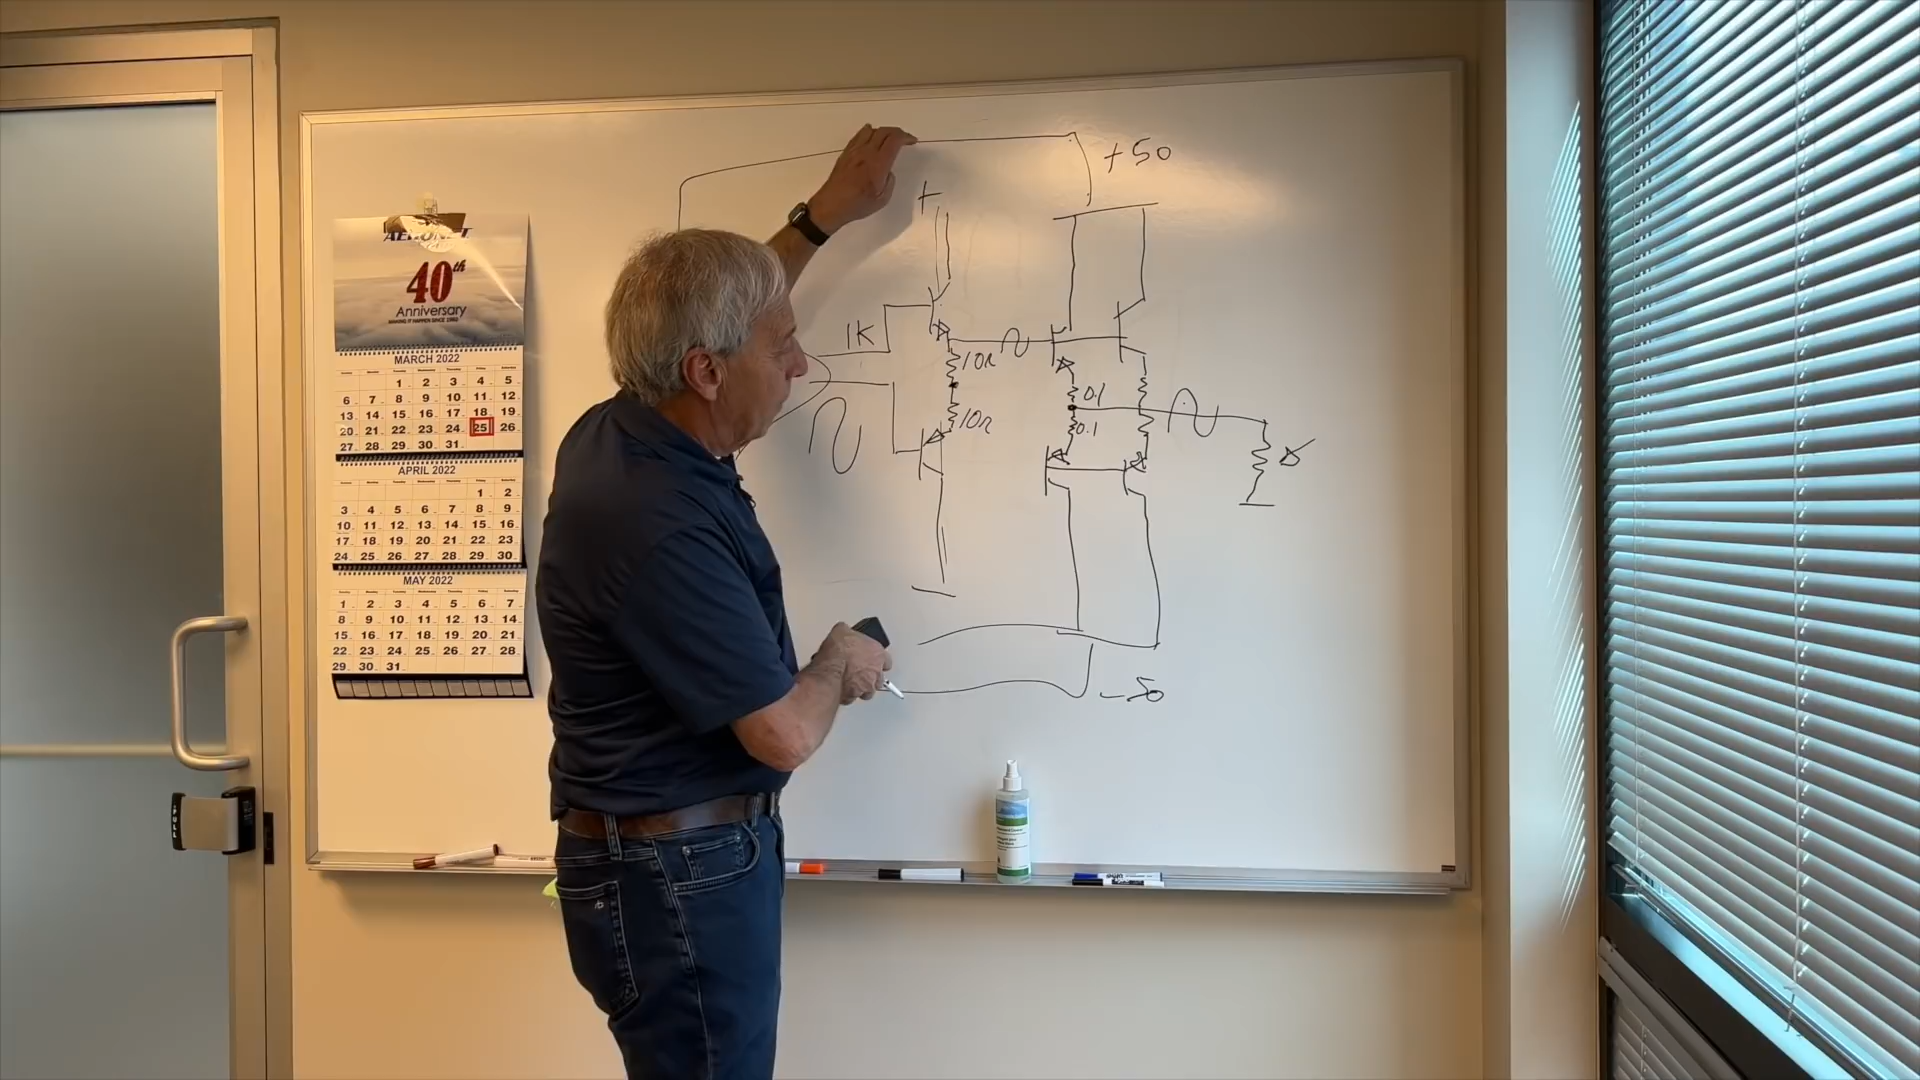 40th
Anniversary
MARCH 2022
1 2 3 4 5
6 7 8 9 10 11 12
13 14 15 16 17 18 19
20 21 22 23 24 25 26
27 28 29 30 31
APRIL 2022
1 2
3 4 5 6 7 8 9
10 11 12 13 14 15 16
17 18 19 20 21 22 23
24 25 26 27 28 29 30
MAY 2022
1 2 3 4 5 6 7
8 9 10 11 12 13 14
15 16 17 18 19 20 21
22 23 24 25 26 27 28
29 30 31
+50
+
1K
10Ω
10Ω
0.1
0.1
-50
PULL